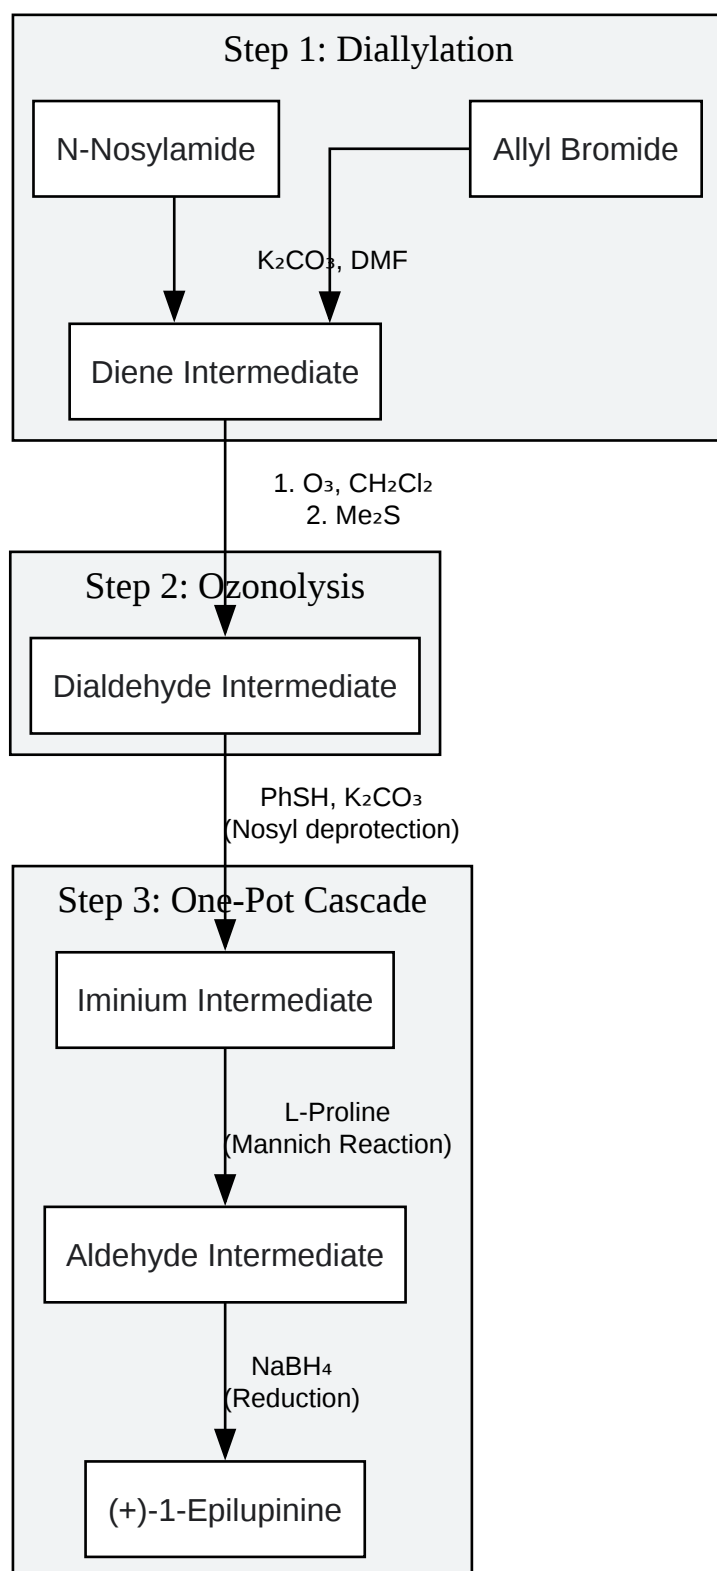 Step 1: Diallylation
N-Nosylamide
Allyl Bromide
K₂CO₃, DMF
Diene Intermediate
1. O₃, CH₂Cl₂
2. Me₂S
Step 2: Ozonolysis
Dialdehyde Intermediate
PhSH, K₂CO₃
(Nosyl deprotection)
Step 3: One-Pot Cascade
Iminium Intermediate
L-Proline
(Mannich Reaction)
Aldehyde Intermediate
NaBH₄
(Reduction)
(+)-1-Epilupinine